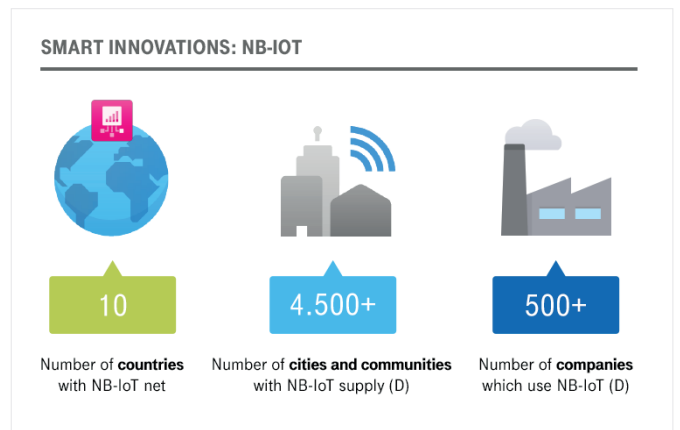 SMART INNOVATIONS: NB-IOT
10
4.500+
500+
Number of countries
with NB-IoT net
Number of cities and communities
with NB-IoT supply (D)
Number of companies
which use NB-IoT (D)